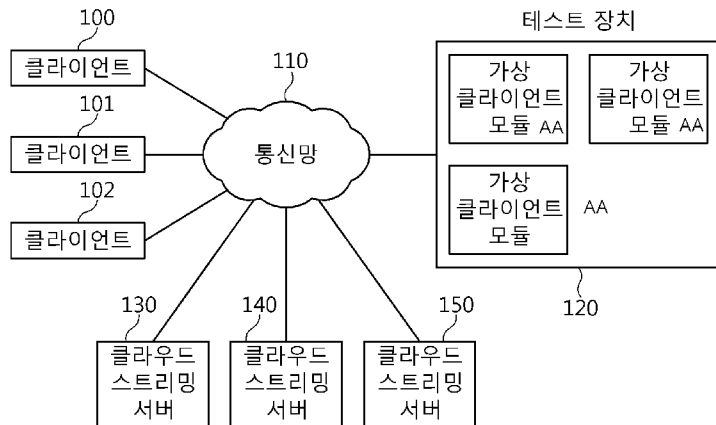 100
클라이언트
101
클라이언트
102
클라이언트
110
통신망
테스트 장치
가상
클라이언트
모듈 AA
가상
클라이언트
모듈 AA
가상
클라이언트
모듈
AA
120
130
클라우드
스트리밍
서버
140
클라우드
스트리밍
서버
150
클라우드
스트리밍
서버